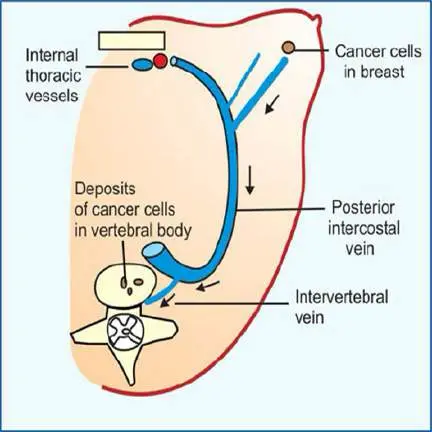 Internal
thoracic
vessels
Cancer cells
in breast
Deposits
of cancer cells
in vertebral body
Posterior
intercostal
vein
Intervertebral
vein